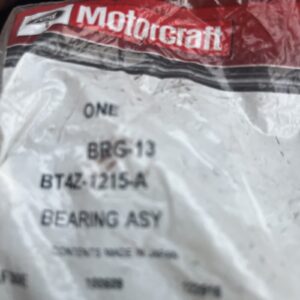 Motorcraft
ONE
BRG-13
BT4Z-1215-A
BEARING ASY
CONTENTS MADE IN JAPAN